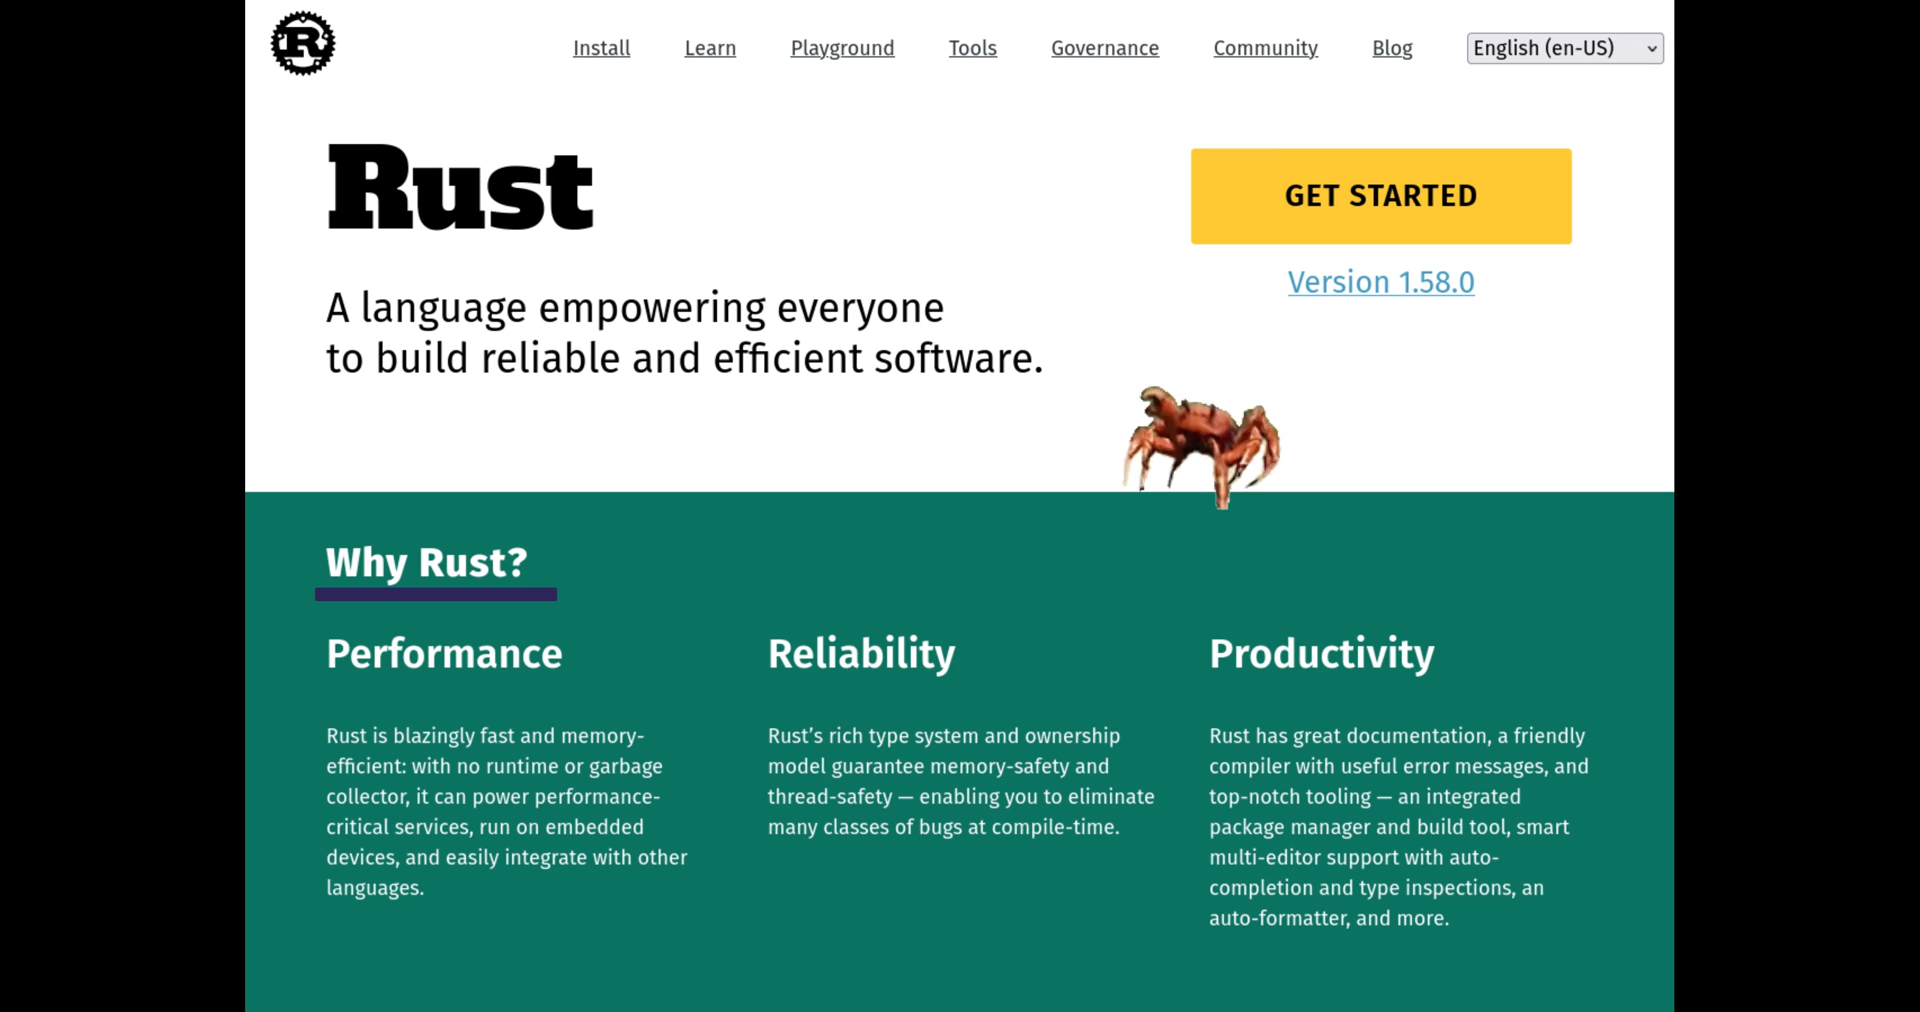 R
Install Learn Playground Tools Governance Community Blog English (en-US)
Rust
GET STARTED
Version 1.58.0
A language empowering everyone
to build reliable and efficient software.
Why Rust?
Performance
Rust is blazingly fast and memory-
efficient: with no runtime or garbage
collector, it can power performance-
critical services, run on embedded
devices, and easily integrate with other
languages.
Reliability
Rust’s rich type system and ownership
model guarantee memory-safety and
thread-safety — enabling you to eliminate
many classes of bugs at compile-time.
Productivity
Rust has great documentation, a friendly
compiler with useful error messages, and
top-notch tooling — an integrated
package manager and build tool, smart
multi-editor support with auto-
completion and type inspections, an
auto-formatter, and more.